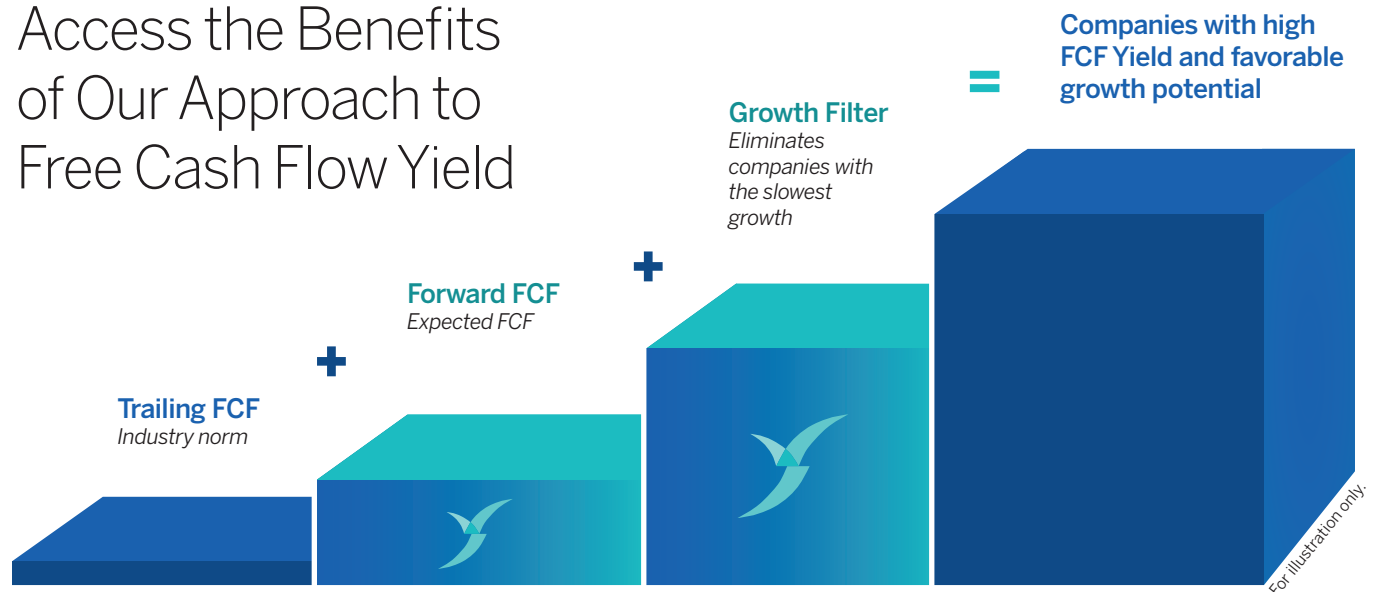 Access the Benefits
of Our Approach to
Free Cash Flow Yield
Trailing FCF
Industry norm
+
Forward FCF
Expected FCF
+
Growth Filter
Eliminates
companies with
the slowest
growth
=
Companies with high
FCF Yield and favorable
growth potential
For illustration only.